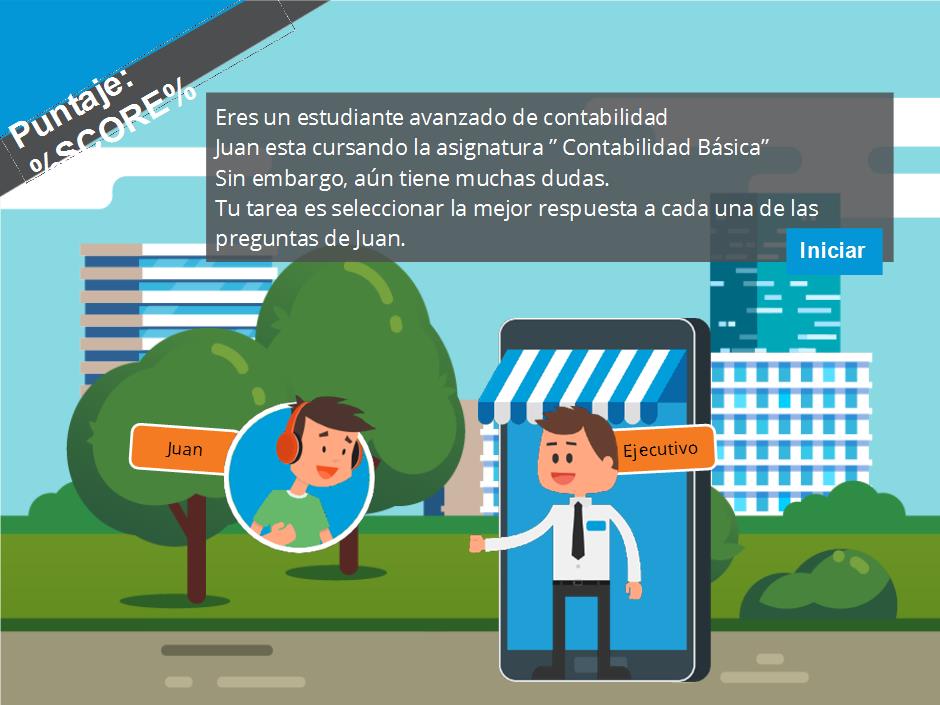 Puntaje:
%SCORE%
Eres un estudiante avanzado de contabilidad
Juan esta cursando la asignatura ” Contabilidad Básica”
Sin embargo, aún tiene muchas dudas.
Tu tarea es seleccionar la mejor respuesta a cada una de las
preguntas de Juan.
Iniciar
Juan
Ejecutivo